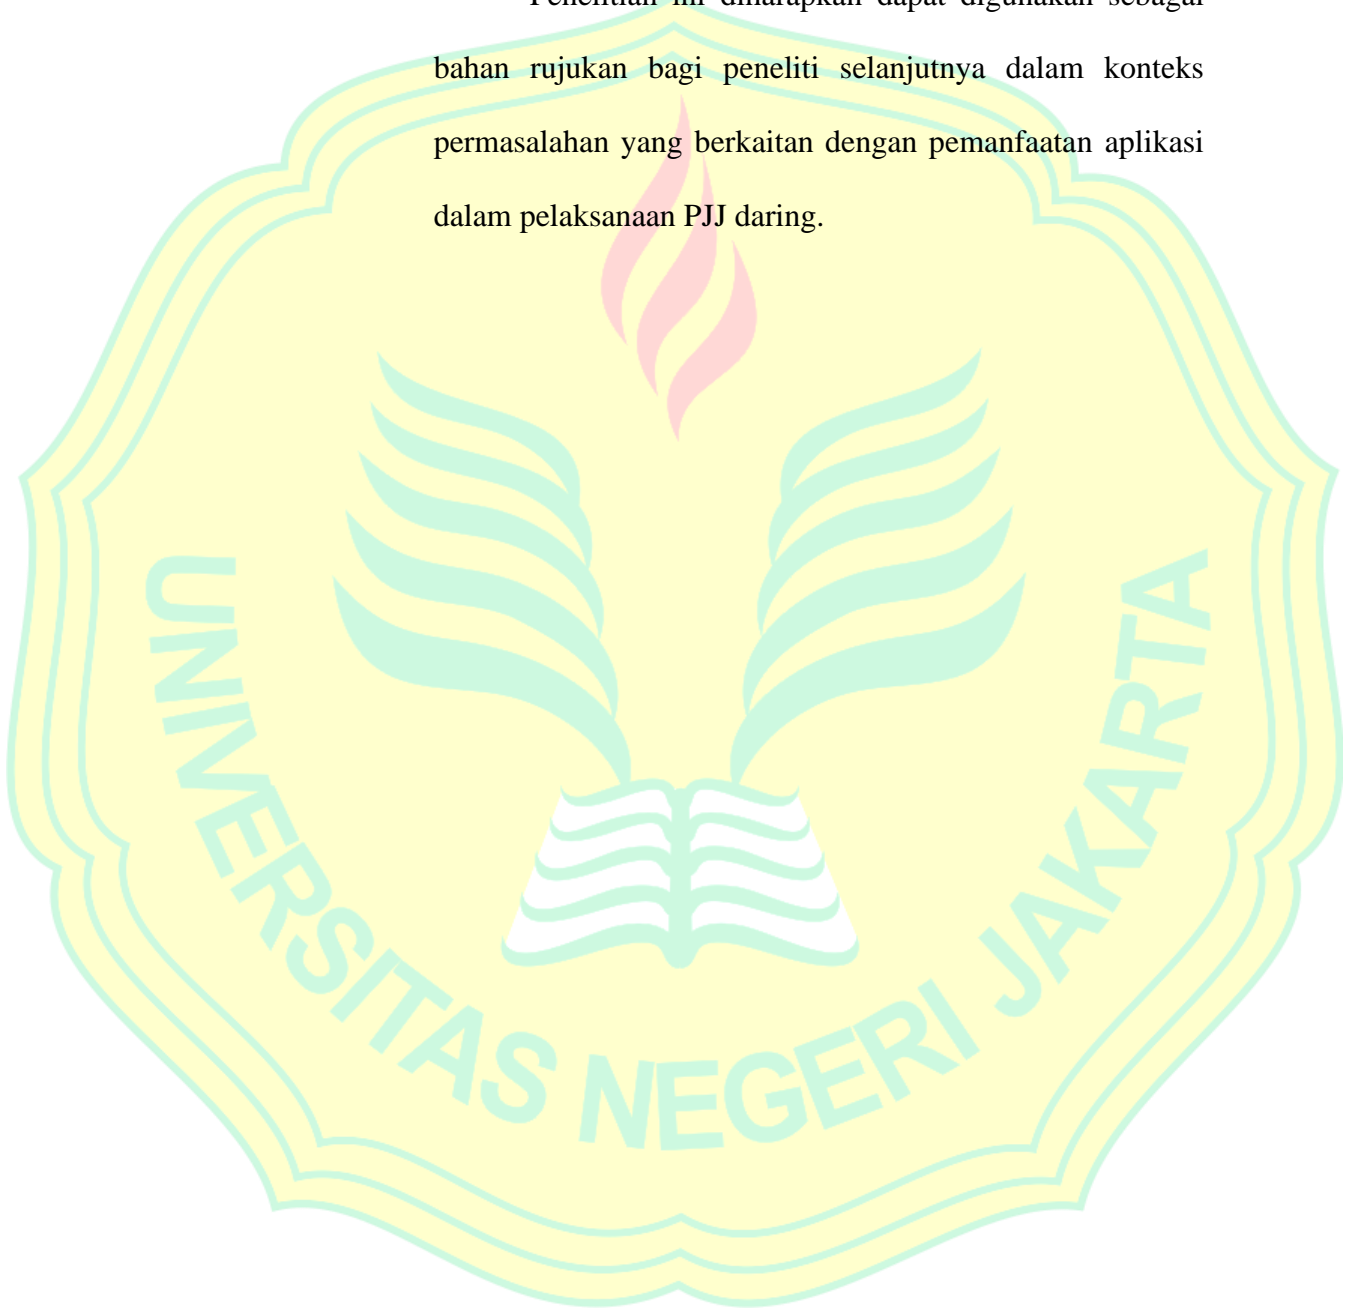 Penelitian ini diharapkan dapat digunakan sebagai
bahan rujukan bagi peneliti selanjutnya dalam konteks
permasalahan yang berkaitan dengan pemanfaatan aplikasi
dalam pelaksanaan PJJ daring.
UNIVERSITAS NEGERI JAKARTA